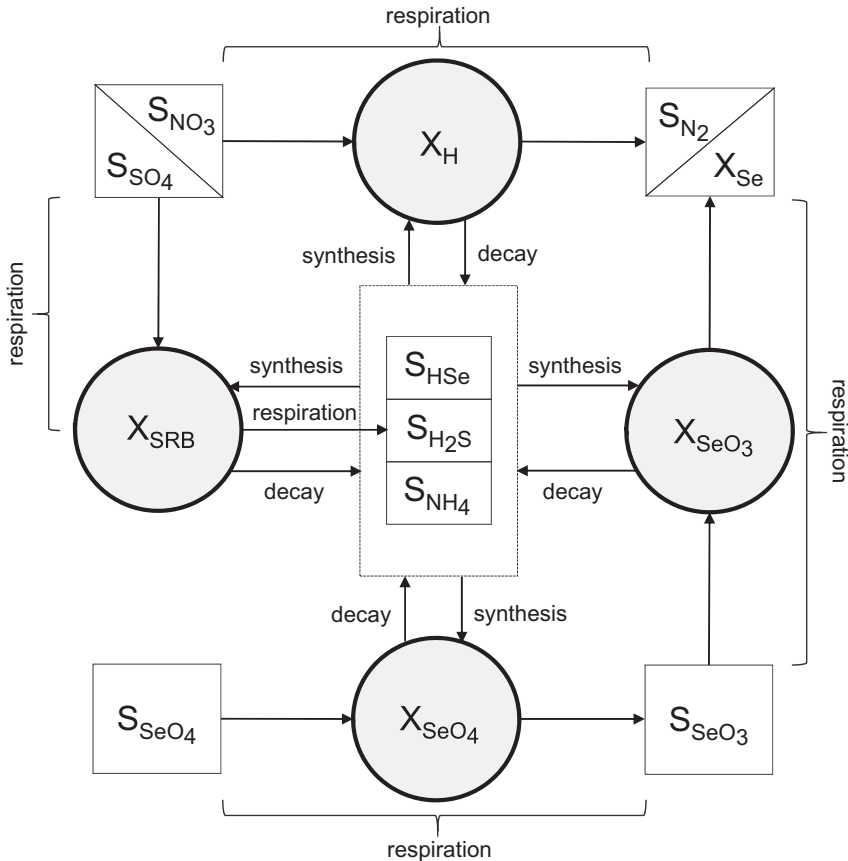 respiration
S_NO3
S_SO4
X_H
S_N2
X_Se
synthesis
decay
respiration
synthesis
respiration
decay
X_SRB
S_HSe
S_H2S
S_NH4
synthesis
decay
X_SeO3
respiration
decay
synthesis
S_SeO4
X_SeO4
S_SeO3
respiration